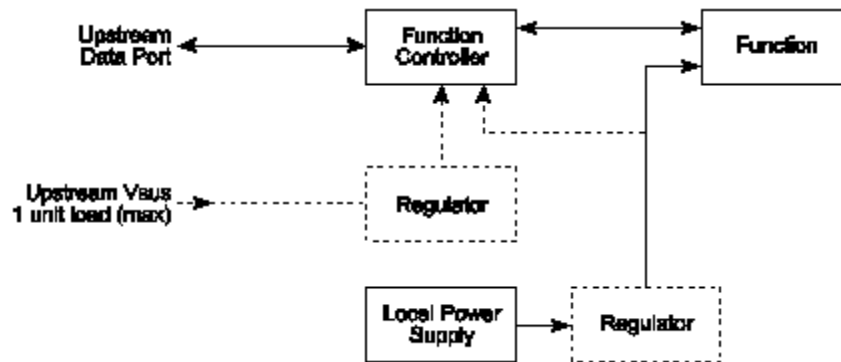 Upstream
Data Port
Function
Controller
Function
Upstream VBUS
1 unit load (max)
Regulator
Local Power
Supply
Regulator